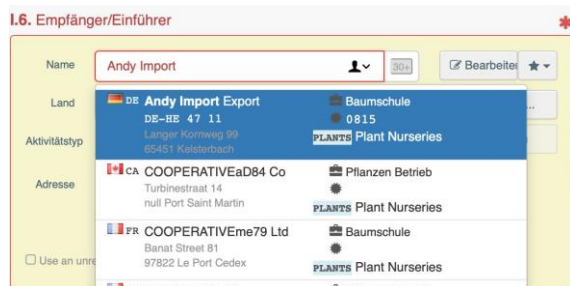 I.6. Empfänger/Einführer *
Name Andy Import 30+ Bearbeiten
Land DE Andy Import Export Baumschule ...
DE-HE 47 11 0815
Aktivitätstyp Langer Kornweg 99 PLANTS Plant Nurseries
65451 Kelsterbach
CA COOPERATIVEaD84 Co Pflanzen Betrieb
Adresse Turbinestraat 14
null Port Saint Martin PLANTS Plant Nurseries
FR COOPERATIVEme79 Ltd Baumschule
Banat Street 81
Use an unre 97822 Le Port Cedex PLANTS Plant Nurseries